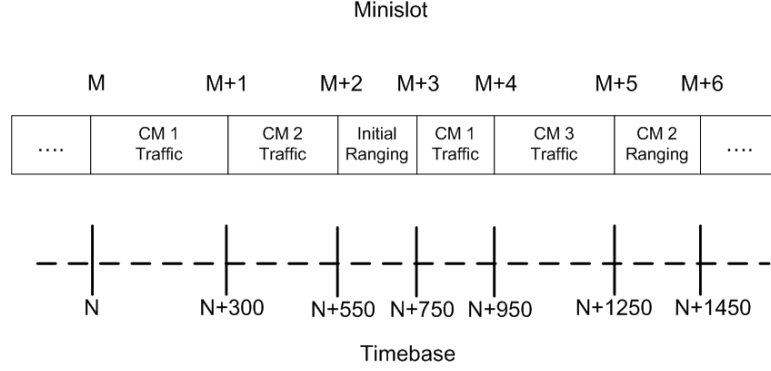 Minislot
M M+1 M+2 M+3 M+4 M+5 M+6
.... CM 1 CM 2 Initial CM 1 CM 3 CM 2 ....
Traffic Traffic Ranging Traffic Traffic Ranging
N N+300 N+550 N+750 N+950 N+1250 N+1450
Timebase